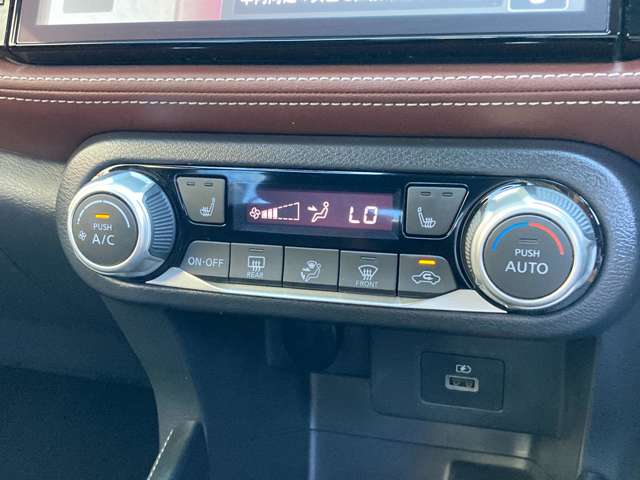 LO
PUSH
A/C
ON·OFF
REAR
FRONT
PUSH
AUTO